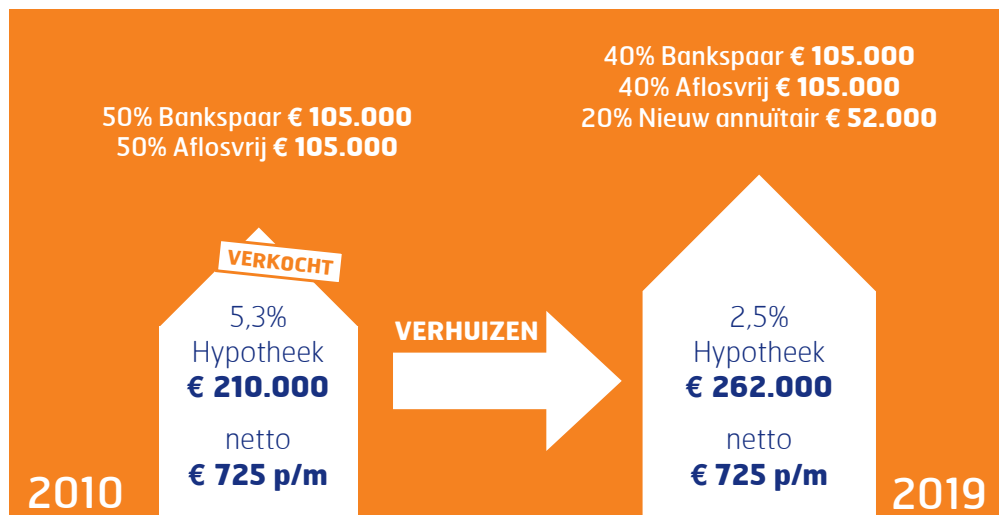 50% Bankspaar € 105.000
50% Aflosvrij € 105.000
VERKOCHT
5,3%
Hypotheek
€ 210.000
netto
€ 725 p/m
2010
VERHUIZEN
40% Bankspaar € 105.000
40% Aflosvrij € 105.000
20% Nieuw annuïtair € 52.000
2,5%
Hypotheek
€ 262.000
netto
€ 725 p/m
2019